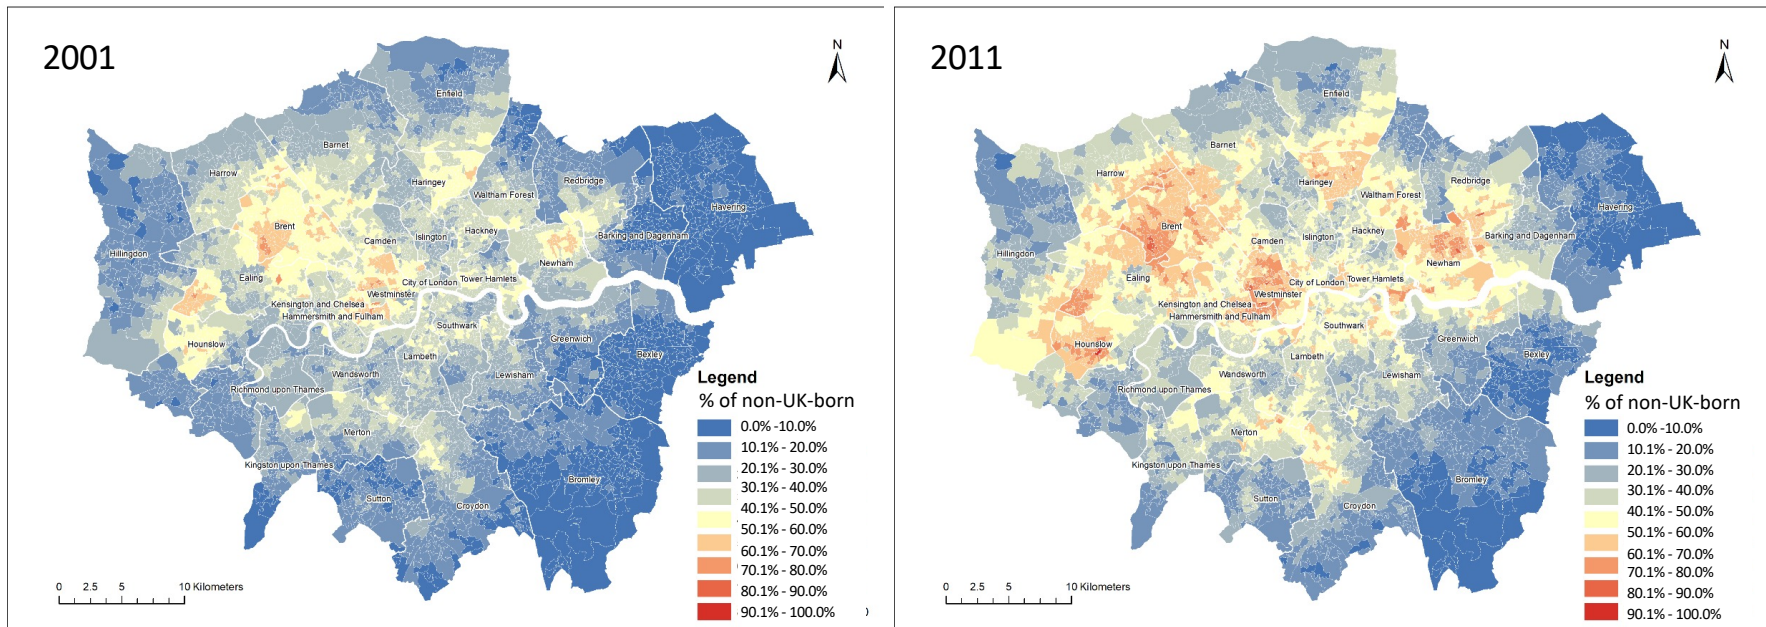 2001
N
Enfield
Barnet
Harrow
Haringey
Redbridge
Waltham Forest
Havering
Brent
Hackney
Camden
Islington
Barking and Dagenham
Hillingdon
Newham
Ealing
City of London
Tower Hamlets
Westminster
Kensington and Chelsea
Hammersmith and Fulham
Southwark
Hounslow
Greenwich
Lambeth
Bexley
Wandsworth
Lewisham
Richmond upon Thames
Merton
Kingston upon Thames
Sutton
Croydon
Bromley
Legend
% of non-UK-born
0.0% -10.0%
10.1% - 20.0%
20.1% - 30.0%
30.1% - 40.0%
40.1% - 50.0%
50.1% - 60.0%
60.1% - 70.0%
70.1% - 80.0%
80.1% - 90.0%
90.1% - 100.0%
0 2.5 5 10 Kilometers
2011
N
Enfield
Barnet
Harrow
Haringey
Redbridge
Waltham Forest
Havering
Brent
Hackney
Camden
Islington
Barking and Dagenham
Hillingdon
Newham
Ealing
City of London
Tower Hamlets
Westminster
Kensington and Chelsea
Hammersmith and Fulham
Southwark
Hounslow
Greenwich
Lambeth
Bexley
Wandsworth
Lewisham
Richmond upon Thames
Merton
Kingston upon Thames
Sutton
Croydon
Bromley
Legend
% of non-UK-born
0.0% -10.0%
10.1% - 20.0%
20.1% - 30.0%
30.1% - 40.0%
40.1% - 50.0%
50.1% - 60.0%
60.1% - 70.0%
70.1% - 80.0%
80.1% - 90.0%
90.1% - 100.0%
0 2.5 5 10 Kilometers